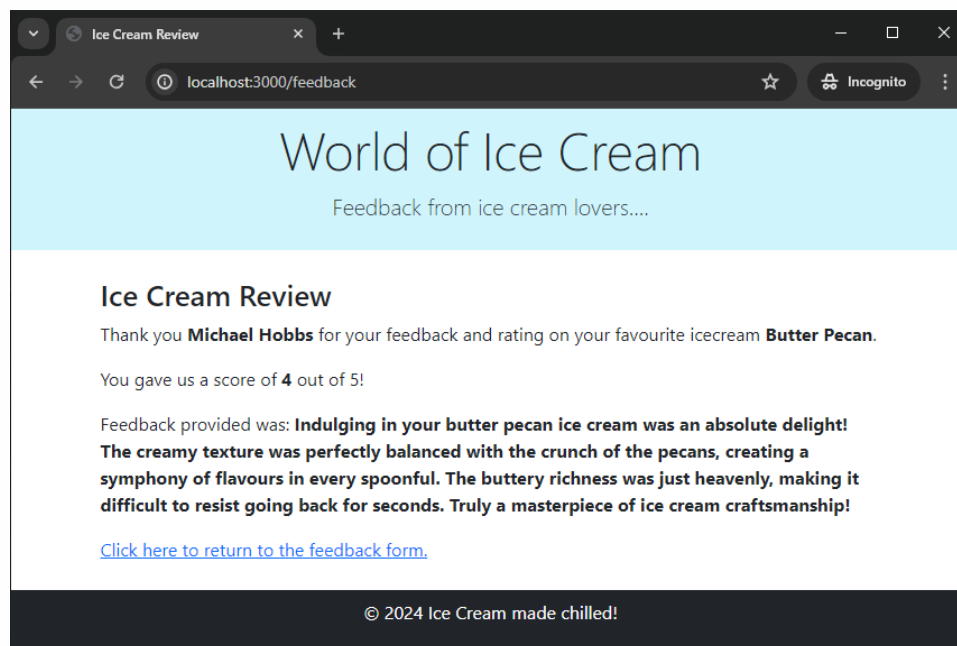 Ice Cream Review
localhost:3000/feedback
Incognito
World of Ice Cream
Feedback from ice cream lovers....
Ice Cream Review
Thank you Michael Hobbs for your feedback and rating on your favourite icecream Butter Pecan.
You gave us a score of 4 out of 5!
Feedback provided was: Indulging in your butter pecan ice cream was an absolute delight!
The creamy texture was perfectly balanced with the crunch of the pecans, creating a
symphony of flavours in every spoonful. The buttery richness was just heavenly, making it
difficult to resist going back for seconds. Truly a masterpiece of ice cream craftsmanship!
Click here to return to the feedback form.
© 2024 Ice Cream made chilled!